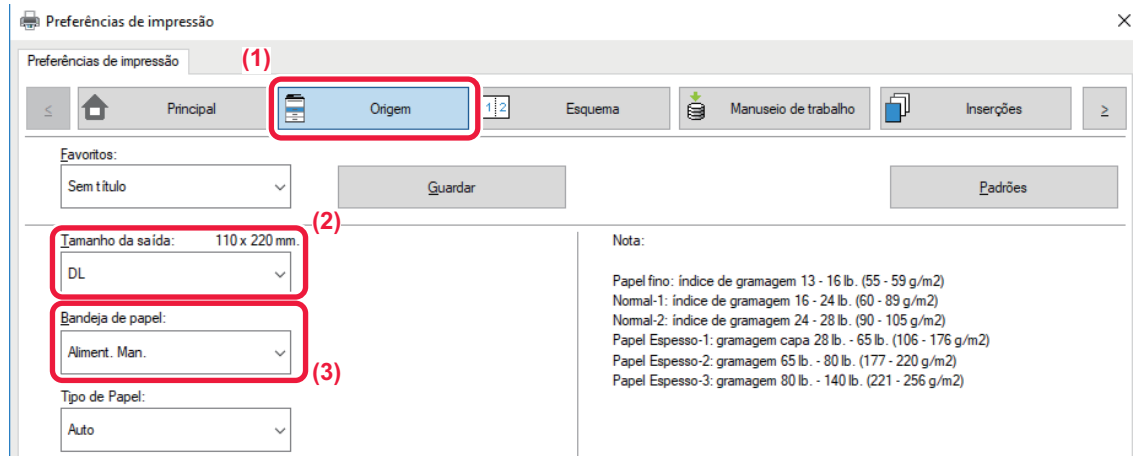 Preferências de impressão
Preferências de impressão
(1)
<
Principal
Origem
1 2
Esquema
Manuseio de trabalho
Inserções
>
Favoritos:
Sem título
Guardar
Padrões
(2)
Tamanho da saída: 110 x 220 mm.
DL
Bandeja de papel:
Aliment. Man.
(3)
Tipo de Papel:
Auto
Nota:
Papel fino: índice de gramagem 13 - 16 lb. (55 - 59 g/m2)
Normal-1: índice de gramagem 16 - 24 lb. (60 - 89 g/m2)
Normal-2: índice de gramagem 24 - 28 lb. (90 - 105 g/m2)
Papel Espesso-1: gramagem capa 28 lb. - 65 lb. (106 - 176 g/m2)
Papel Espesso-2: gramagem 65 lb. - 80 lb. (177 - 220 g/m2)
Papel Espesso-3: gramagem 80 lb. - 140 lb. (221 - 256 g/m2)